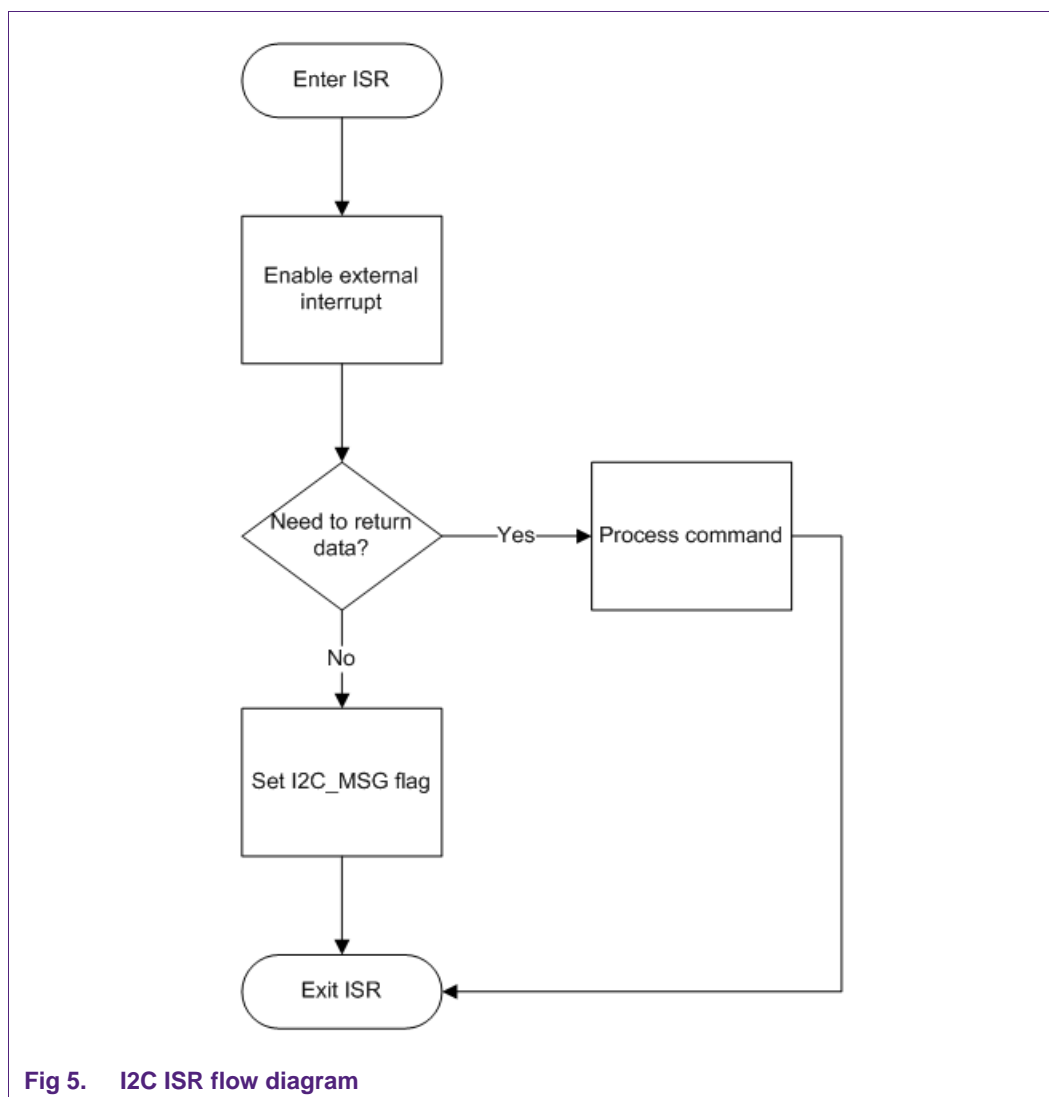 Enter ISR
Enable external
interrupt
Need to return
data?
Yes
Process command
No
Set I2C_MSG flag
Exit ISR
Fig 5. I2C ISR flow diagram